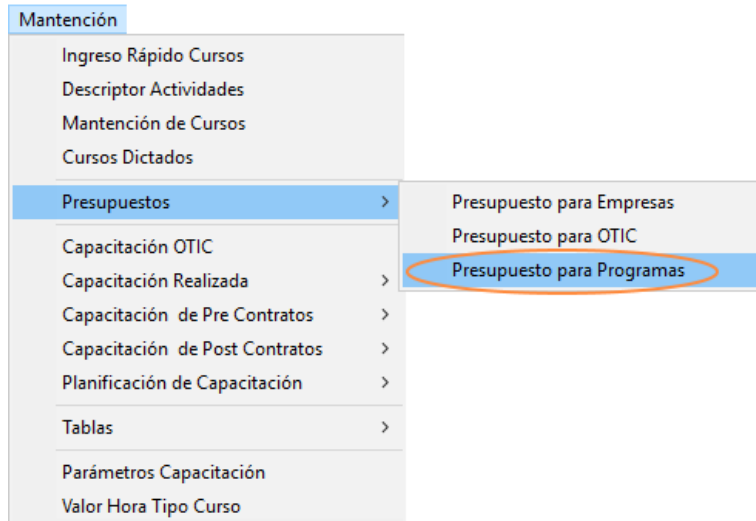 Mantención
Ingreso Rápido Cursos
Descriptor Actividades
Mantención de Cursos
Cursos Dictados
Presupuestos
Presupuesto para Empresas
Presupuesto para OTIC
Presupuesto para Programas
Capacitación OTIC
Capacitación Realizada
Capacitación  de Pre Contratos
Capacitación  de Post Contratos
Planificación de Capacitación
Tablas
Parámetros Capacitación
Valor Hora Tipo Curso